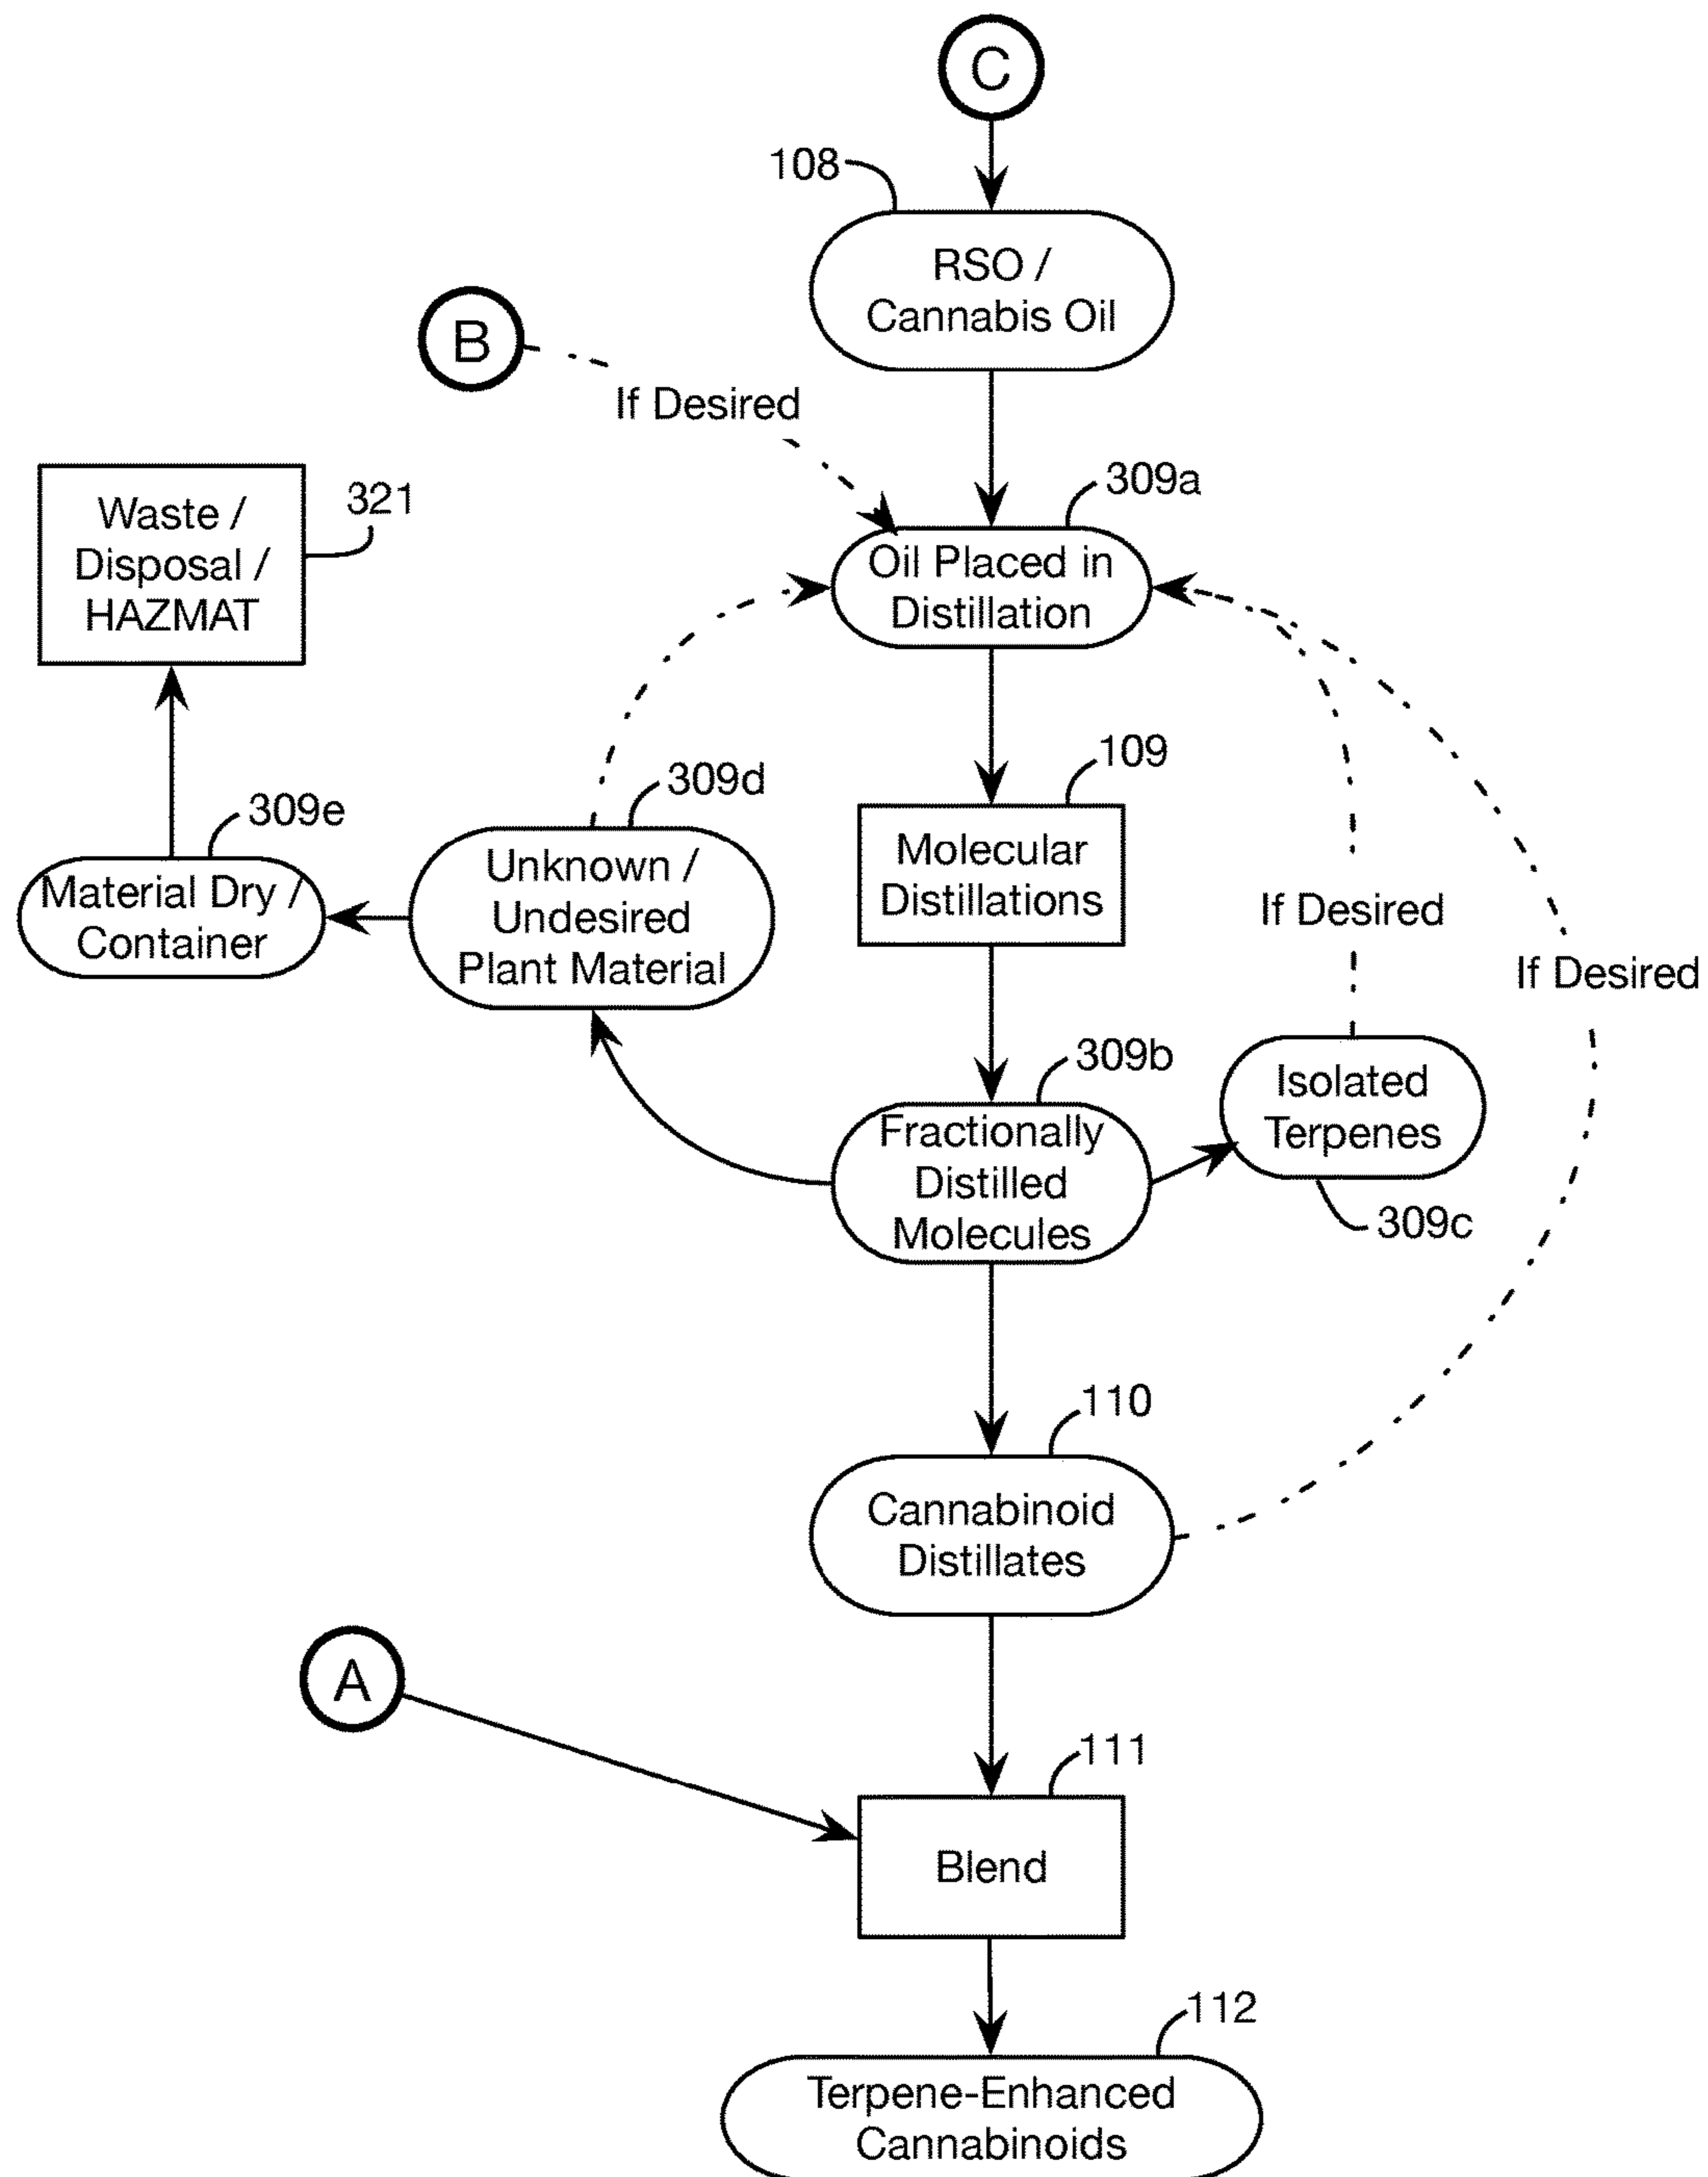 C
108
RSO /
Cannabis Oil
B
If Desired
309a
Oil Placed in
Distillation
Waste /
Disposal /
HAZMAT
321
109
Molecular
Distillations
309d
Unknown /
Undesired
Plant Material
309e
Material Dry /
Container
If Desired
If Desired
309b
Fractionally
Distilled
Molecules
Isolated
Terpenes
309c
110
Cannabinoid
Distillates
A
111
Blend
112
Terpene-Enhanced
Cannabinoids